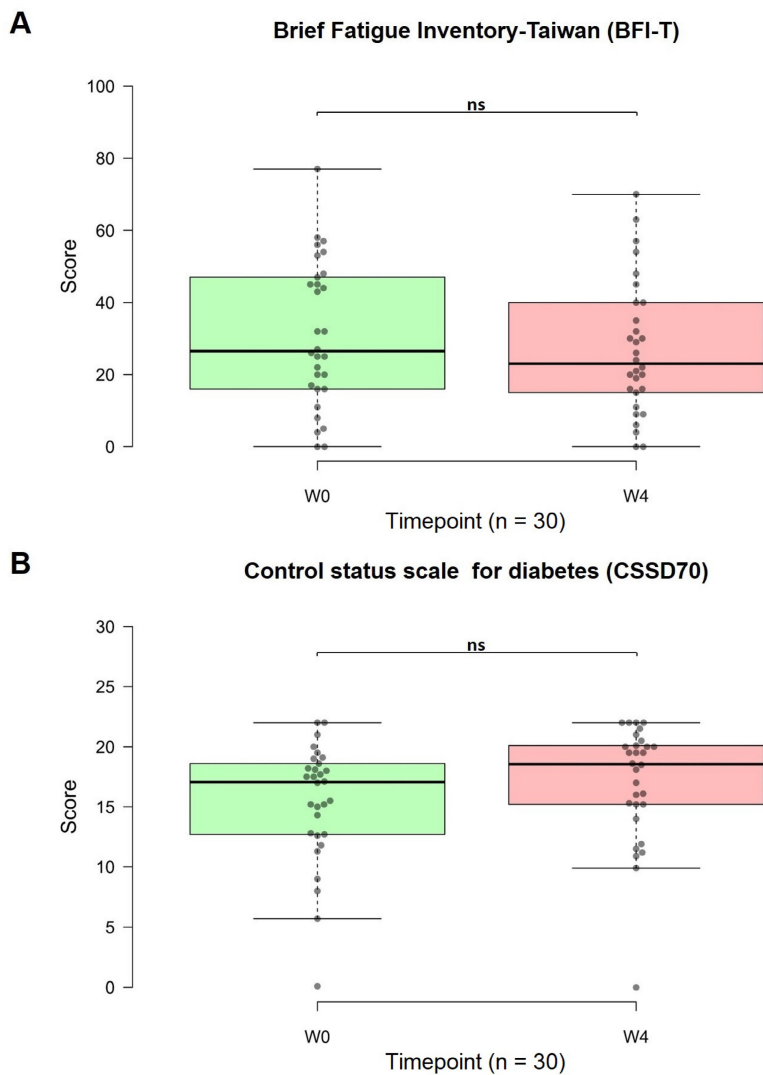 A
Brief Fatigue Inventory-Taiwan (BFI-T)
100
80
60
40
20
0
Score
ns
W0
W4
Timepoint (n = 30)
B
Control status scale  for diabetes (CSSD70)
30
25
20
15
10
5
0
Score
ns
W0
W4
Timepoint (n = 30)